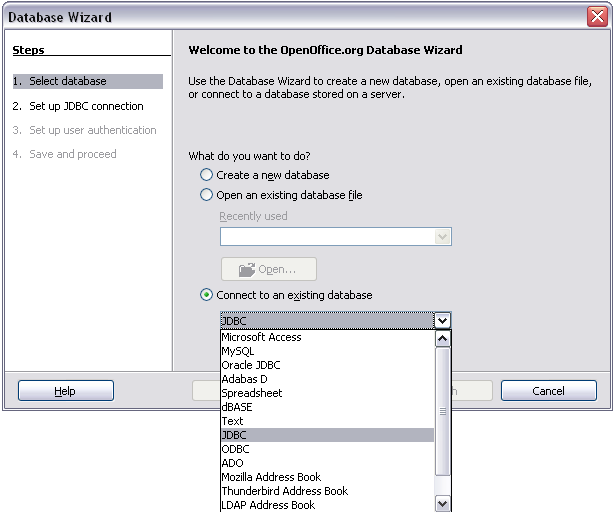 Database Wizard
Steps
1. Select database
2. Set up JDBC connection
3. Set up user authentication
4. Save and proceed
Welcome to the OpenOffice.org Database Wizard
Use the Database Wizard to create a new database, open an existing database file,
or connect to a database stored on a server.
What do you want to do?
Create a new database
Open an existing database file
Recently used
Open...
Connect to an existing database
JDBC
Microsoft Access
MySQL
Oracle JDBC
Adabas D
Spreadsheet
dBASE
Text
JDBC
ODBC
ADO
Mozilla Address Book
Thunderbird Address Book
LDAP Address Book
Help
Cancel